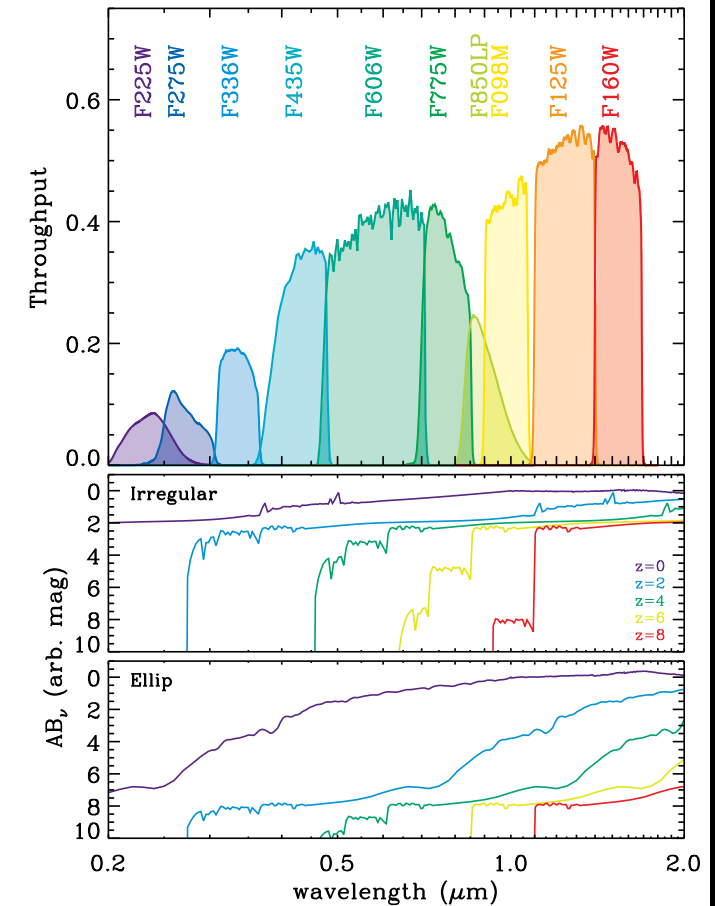 F225W F275W F336W F435W F606W F775W F850LP F098M F125W F160W
0.6
0.4
0.2
0.0
Throughput
Irregular
0
2
4
6
8
10
z=0
z=2
z=4
z=6
z=8
ABν (arb. mag)
Ellip
0
2
4
6
8
10
0.2 0.5 1.0 2.0
wavelength (μm)